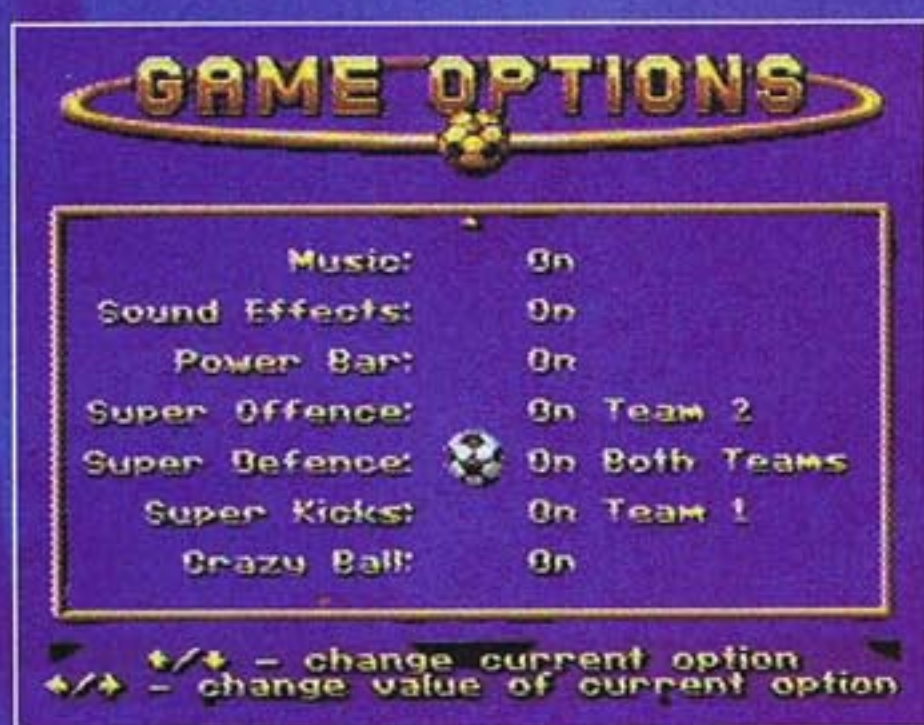 GAME OPTIONS
Music: On
Sound Effects: On
Power Bar: On
Super Offence: On Team 2
Super Defence: On Both Teams
Super Kicks: On Team 1
Crazy Ball: On
↑/↓ - change current option
←/→ - change value of current option